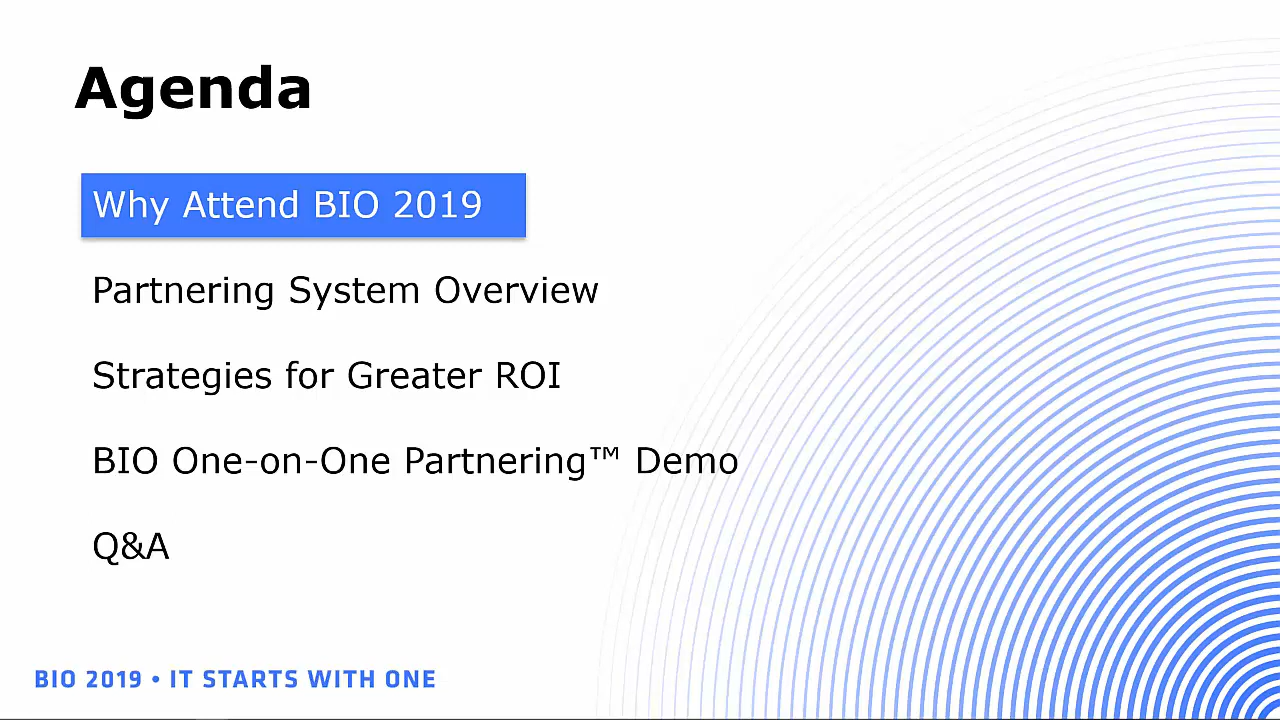 Agenda
Why Attend BIO 2019
Partnering System Overview
Strategies for Greater ROI
BIO One-on-One Partnering™ Demo
Q&A
BIO 2019 • IT STARTS WITH ONE